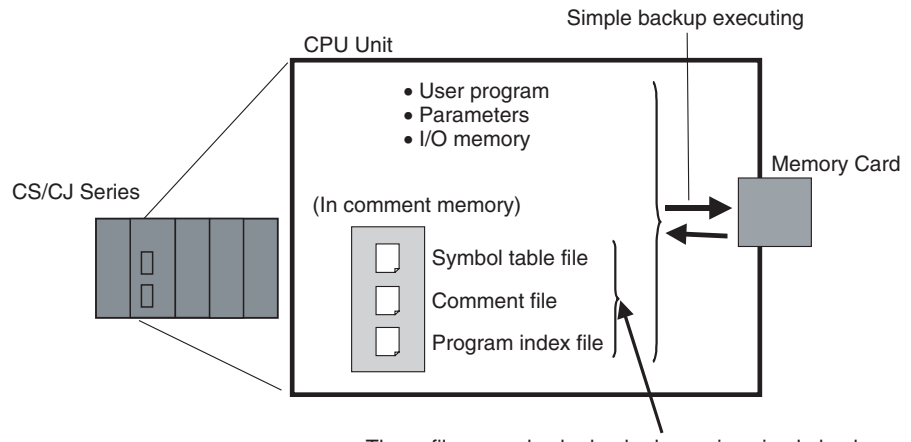 Simple backup executing
CPU Unit
• User program
• Parameters
• I/O memory
Memory Card
CS/CJ Series
(In comment memory)
Symbol table file
Comment file
Program index file